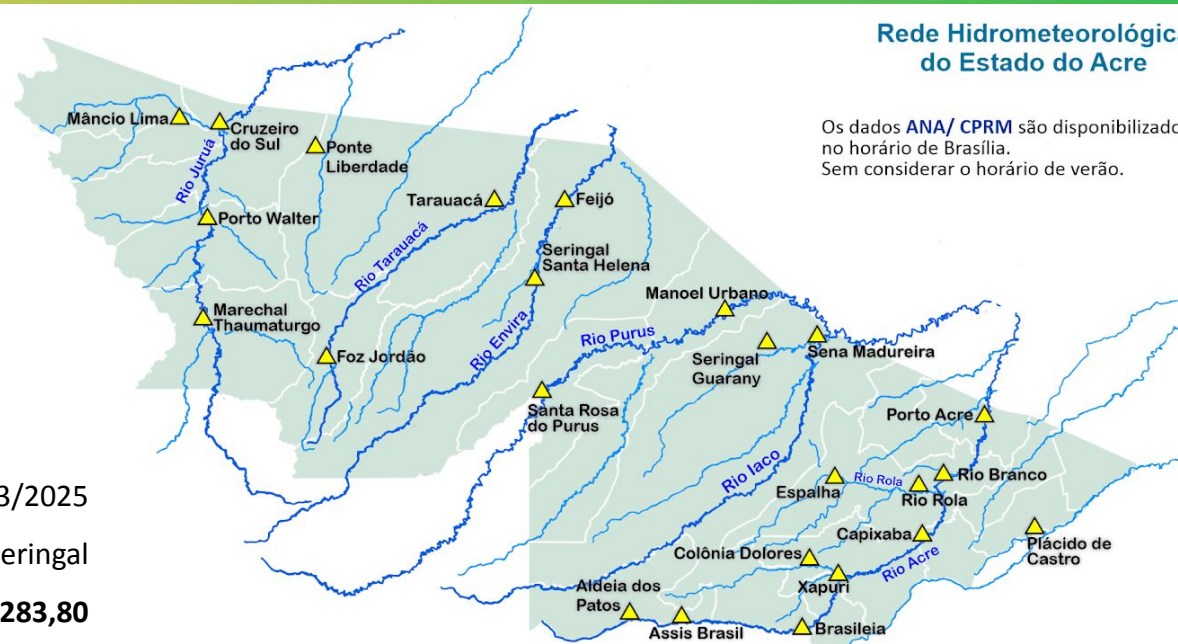 Rede Hidrometeorológica
do Estado do Acre
Os dados ANA/ CPRM são disponibilizado
no horário de Brasília.
Sem considerar o horário de verão.
Mâncio Lima
Cruzeiro
do Sul
Ponte
Liberdade
Rio Juruá
Porto Walter
Tarauacá
Feijó
Rio Tarauacá
Seringal
Santa Helena
Marechal
Thaumaturgo
Foz Jordão
Rio Envira
Manoel Urbano
Rio Purus
Seringal
Guarany
Sena Madureira
Santa Rosa
do Purus
Porto Acre
Rio Iaco
Espalha
Rio Rola
Rio Rola
Rio Branco
Capixaba
Plácido de
Castro
Colônia Dolores
Rio Acre
Xapuri
Aldeia dos
Patos
Assis Brasil
Brasileia
3/2025
eringal
283,80